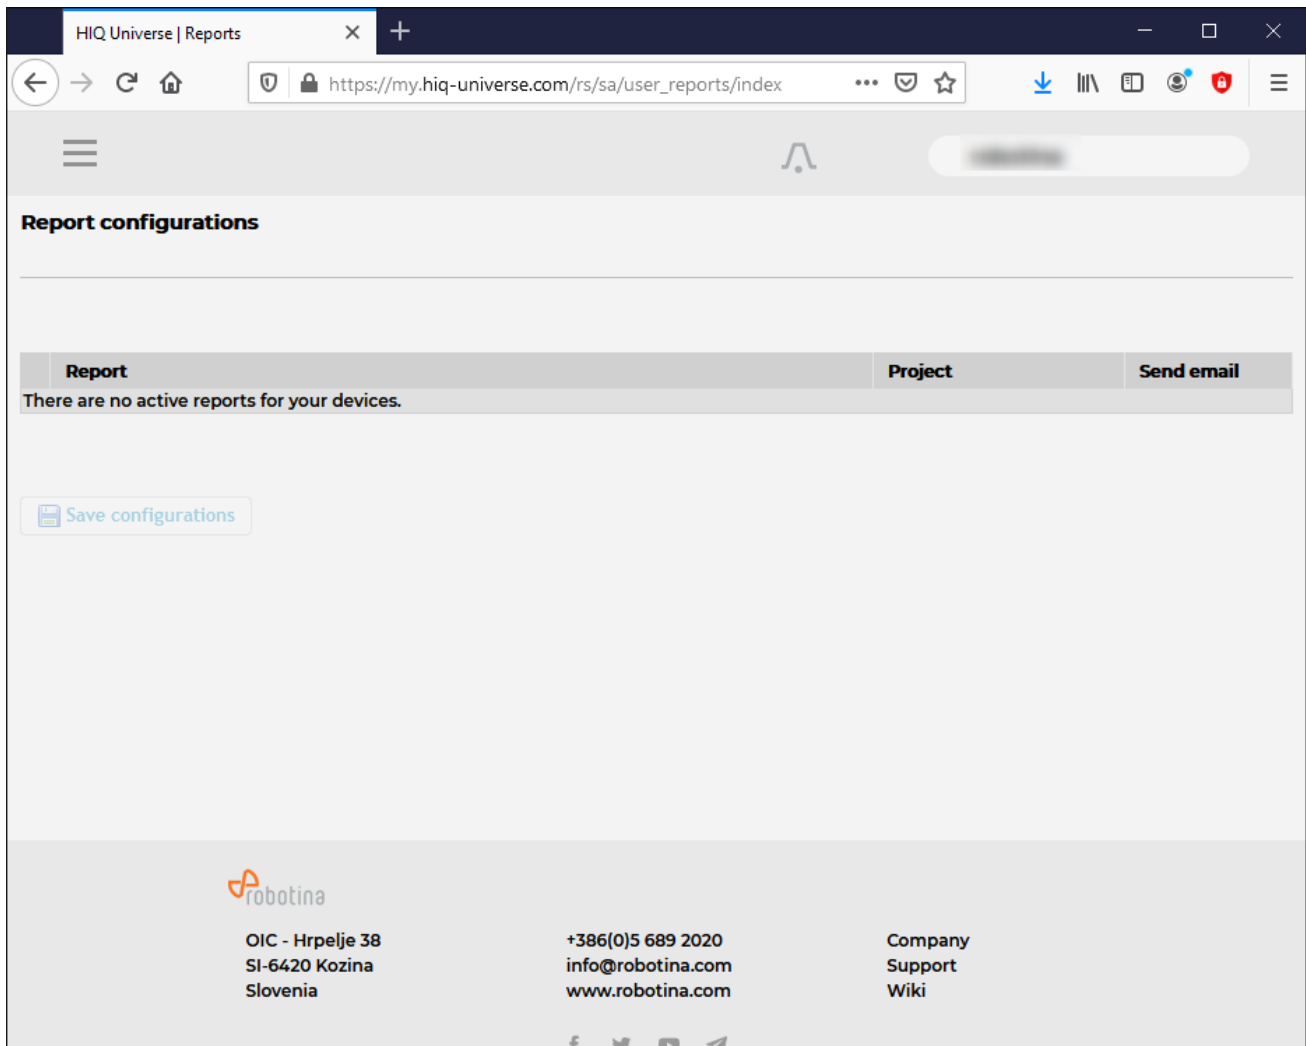 HIQ Universe | Reports
https://my.hiq-universe.com/rs/sa/user_reports/index
Report configurations
Report Project Send email
There are no active reports for your devices.
Save configurations
robotina
OIC - Hrpelje 38
SI-6420 Kozina
Slovenia
+386(0)5 689 2020
info@robotina.com
www.robotina.com
Company
Support
Wiki